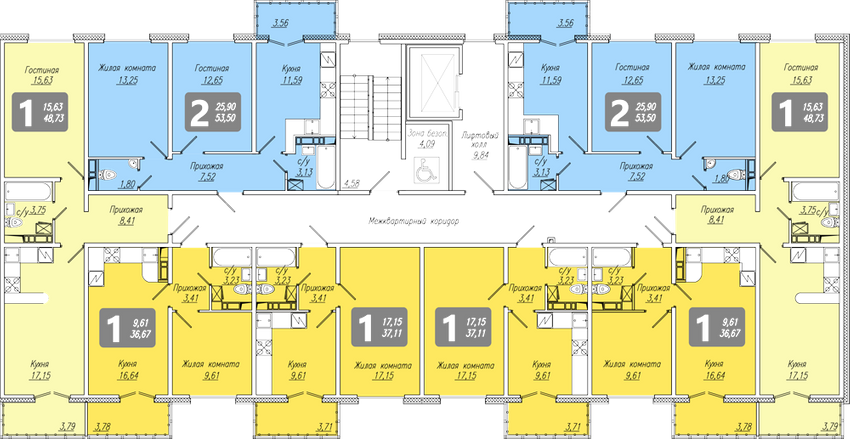 3.56
3.56
Гостиная
15,63
Жилая комната
13,25
Гостиная
12,65
Кухня
11,59
Кухня
11,59
Гостиная
12,65
Жилая комната
13,25
Гостиная
15,63
1
15,63
48,73
2
25,90
53,50
Зона безоп.
4,09
Лифтовый
холл
9,84
2
25,90
53,50
1
15,63
48,73
1,80
Прихожая
7,52
с/у
3,13
4,58
с/у
3,13
Прихожая
7,52
1,80
с/у
3,75
Прихожая
8,41
Межквартирный коридор
Прихожая
8,41
3,75
с/у
с/у
3,23
с/у
3,23
с/у
3,23
с/у
3,23
Прихожая
3,41
Прихожая
3,41
Прихожая
3,41
Прихожая
3,41
1
9,61
36,67
1
17,15
37,11
1
17,15
37,11
1
9,61
36,67
Кухня
17,15
Кухня
16,64
Жилая комната
9,61
Кухня
9,61
Жилая комната
17,15
Жилая комната
17,15
Кухня
9,61
Жилая комната
9,61
Кухня
16,64
Кухня
17,15
3,79
3,78
3,71
3,71
3,78
3,79